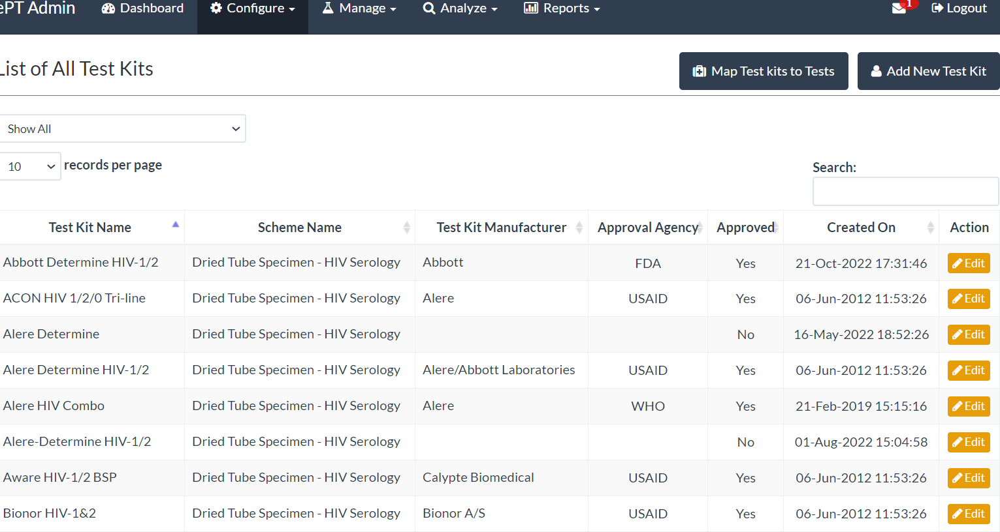 ePT Admin Dashboard Configure Manage Analyze Reports 1 Logout
List of All Test Kits Map Test kits to Tests Add New Test Kit
Show All
10 records per page
Search:
Test Kit Name Scheme Name Test Kit Manufacturer Approval Agency Approved Created On Action
Abbott Determine HIV-1/2 Dried Tube Specimen - HIV Serology Abbott FDA Yes 21-Oct-2022 17:31:46 Edit
ACON HIV 1/2/0 Tri-line Dried Tube Specimen - HIV Serology Alere USAID Yes 06-Jun-2012 11:53:26 Edit
Alere Determine Dried Tube Specimen - HIV Serology No 16-May-2022 18:52:26 Edit
Alere Determine HIV-1/2 Dried Tube Specimen - HIV Serology Alere/Abbott Laboratories USAID Yes 06-Jun-2012 11:53:26 Edit
Alere HIV Combo Dried Tube Specimen - HIV Serology Alere WHO Yes 21-Feb-2019 15:15:16 Edit
Alere-Determine HIV-1/2 Dried Tube Specimen - HIV Serology No 01-Aug-2022 15:04:58 Edit
Aware HIV-1/2 BSP Dried Tube Specimen - HIV Serology Calypte Biomedical USAID Yes 06-Jun-2012 11:53:26 Edit
Bionor HIV-1&2 Dried Tube Specimen - HIV Serology Bionor A/S USAID Yes 06-Jun-2012 11:53:26 Edit